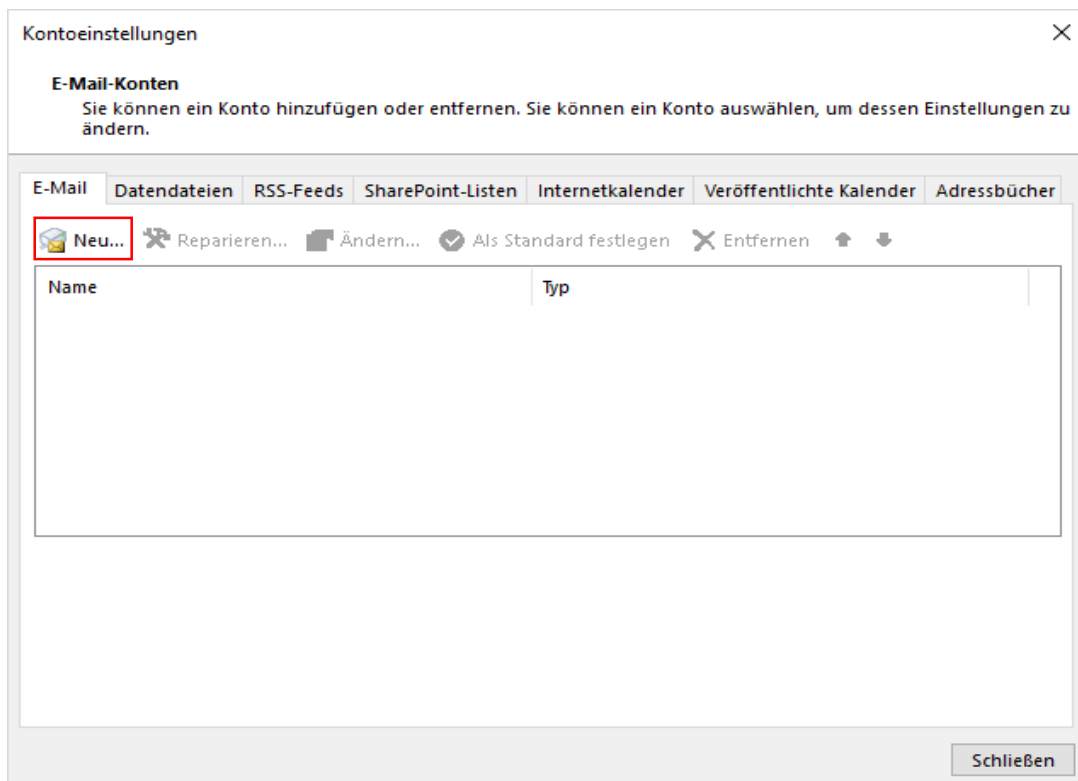 Kontoeinstellungen
E-Mail-Konten
Sie können ein Konto hinzufügen oder entfernen. Sie können ein Konto auswählen, um dessen Einstellungen zu
ändern.
E-Mail Datendateien RSS-Feeds SharePoint-Listen Internetkalender Veröffentlichte Kalender Adressbücher
Neu... Reparieren... Ändern... Als Standard festlegen Entfernen
Name Typ
Schließen